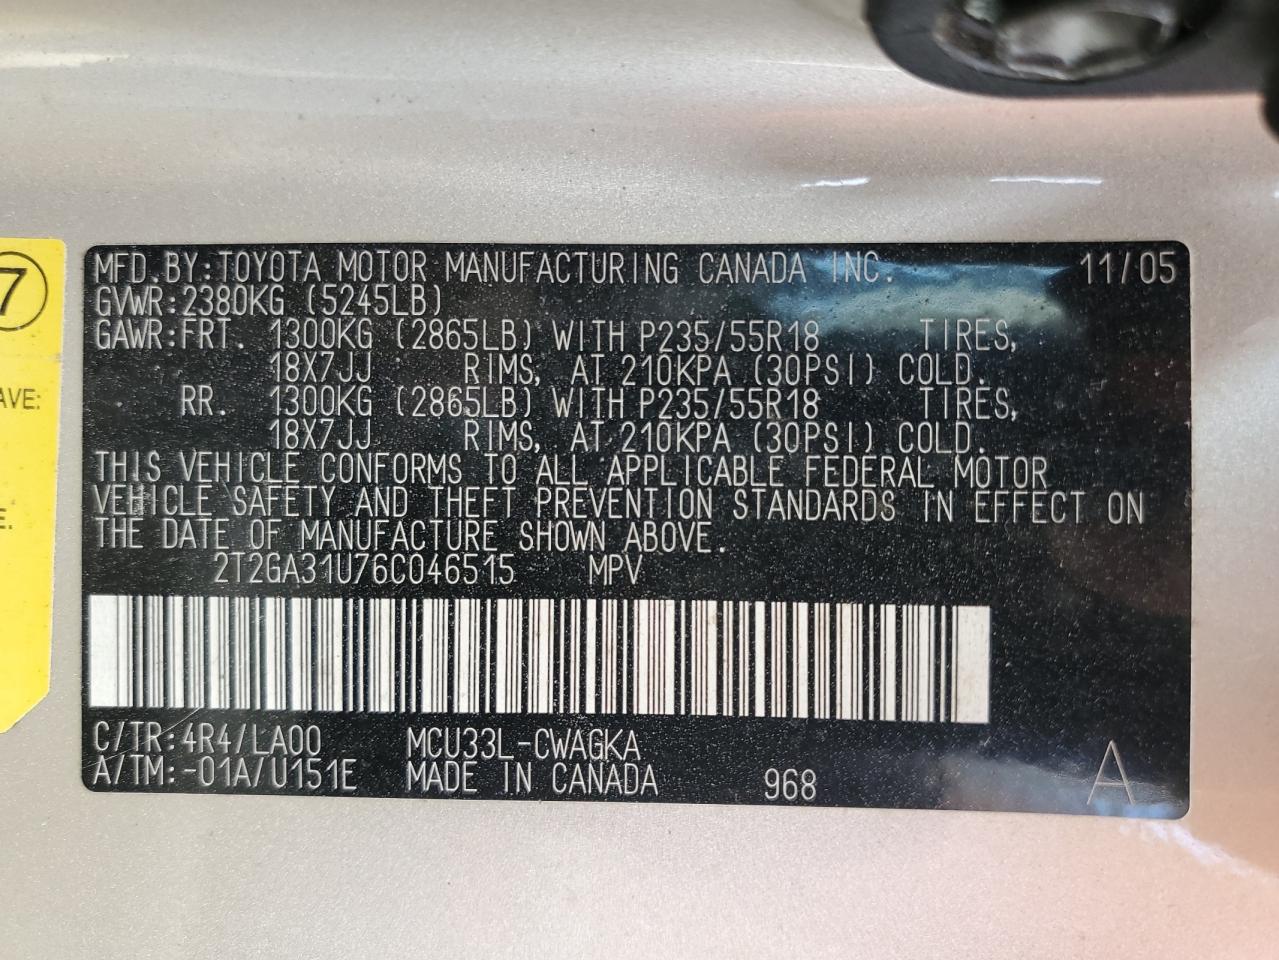 7
AVE:
E.
MFD.BY:TOYOTA MOTOR MANUFACTURING CANADA INC. 11/05
GVWR:2380KG (5245LB)
GAWR:FRT. 1300KG (2865LB) WITH P235/55R18 TIRES,
18X7JJ RIMS, AT 210KPA (30PSI) COLD.
RR. 1300KG (2865LB) WITH P235/55R18 TIRES,
18X7JJ RIMS, AT 210KPA (30PSI) COLD.
THIS VEHICLE CONFORMS TO ALL APPLICABLE FEDERAL MOTOR
VEHICLE SAFETY AND THEFT PREVENTION STANDARDS IN EFFECT ON
THE DATE OF MANUFACTURE SHOWN ABOVE.
2T2GA31U76C046515 MPV
C/TR:4R4/LA00 MCU33L-CWAGKA
A/TM:-01A/U151E MADE IN CANADA 968 A